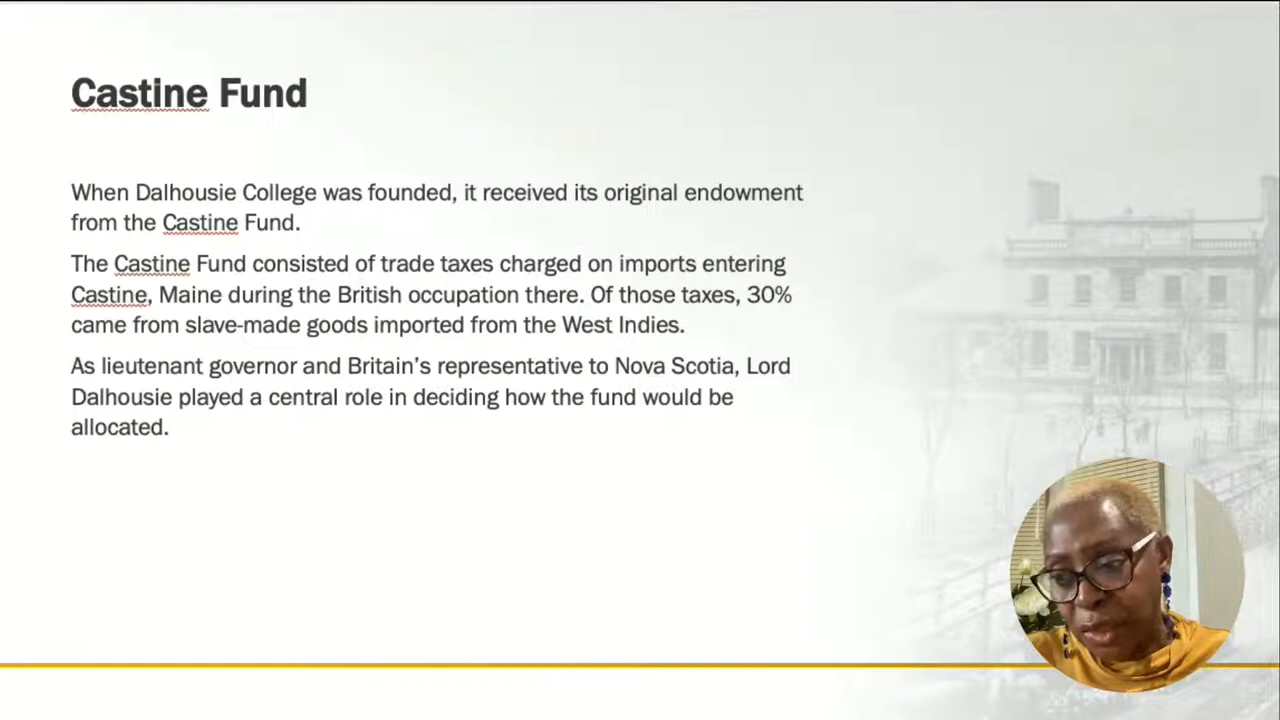 Castine Fund
When Dalhousie College was founded, it received its original endowment
from the Castine Fund.
The Castine Fund consisted of trade taxes charged on imports entering
Castine, Maine during the British occupation there. Of those taxes, 30%
came from slave-made goods imported from the West Indies.
As lieutenant governor and Britain’s representative to Nova Scotia, Lord
Dalhousie played a central role in deciding how the fund would be
allocated.